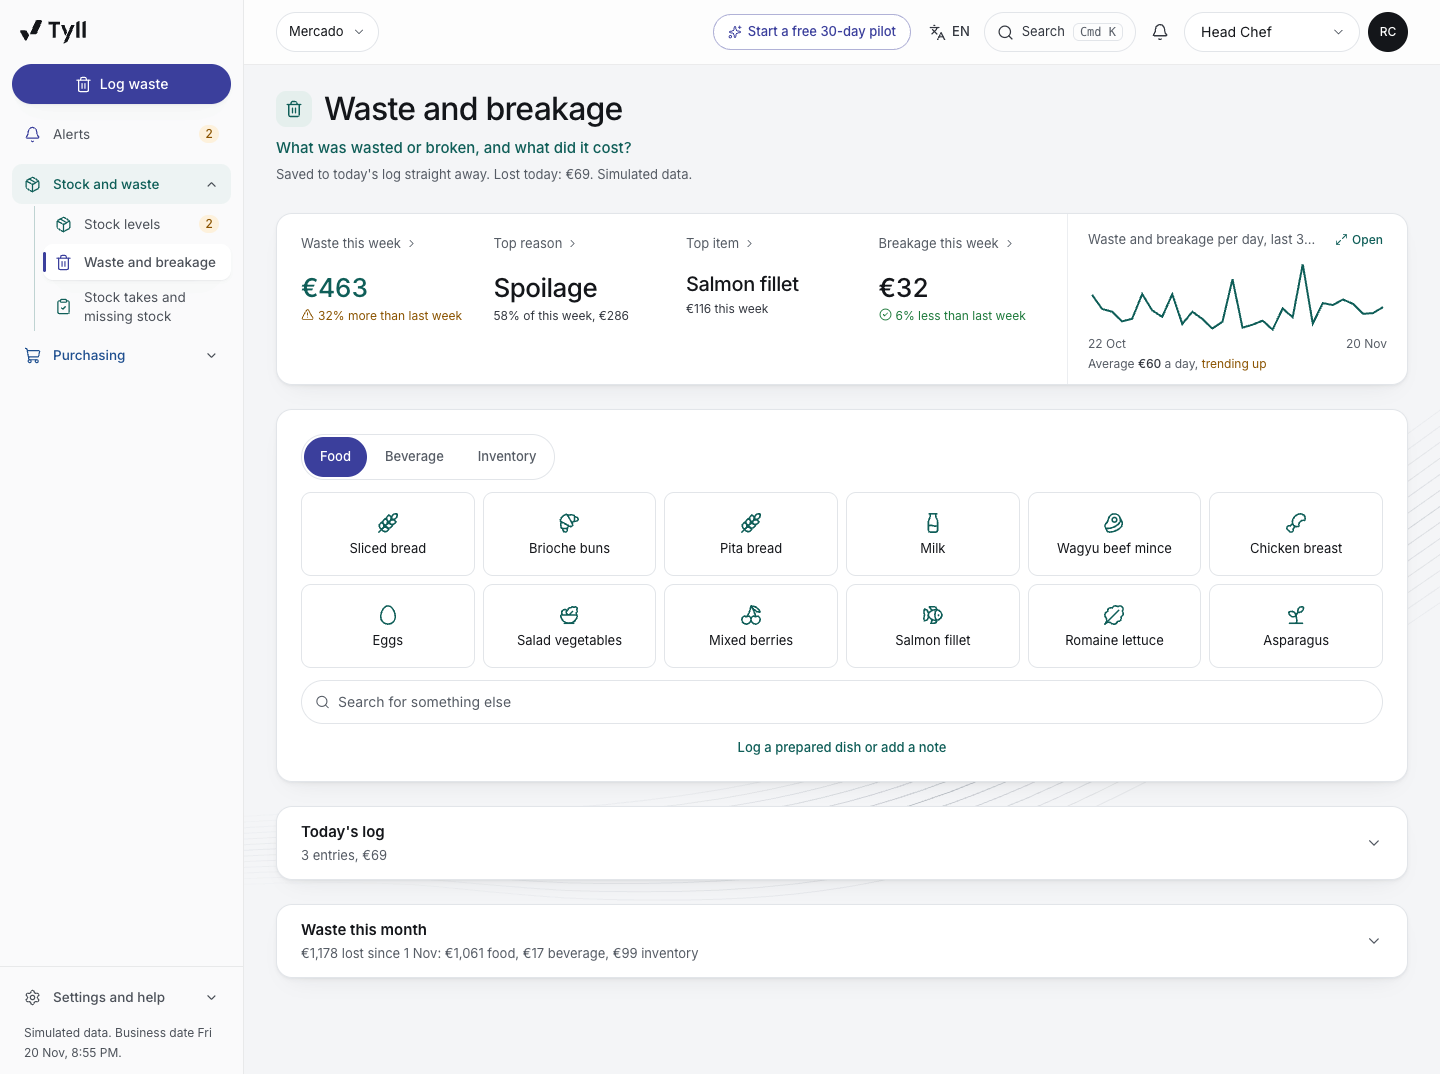 Tyll
Mercado
Start a free 30-day pilot
EN
Search
Cmd K
Head Chef
RC
Log waste
Alerts
2
Stock and waste
Stock levels
2
Waste and breakage
Stock takes and
missing stock
Purchasing
Settings and help
Simulated data. Business date Fri
20 Nov, 8:55 PM.
Waste and breakage
What was wasted or broken, and what did it cost?
Saved to today's log straight away. Lost today: €69. Simulated data.
Waste this week
€463
32% more than last week
Top reason
Spoilage
58% of this week, €286
Top item
Salmon fillet
€116 this week
Breakage this week
€32
6% less than last week
Waste and breakage per day, last 3...
Open
22 Oct
20 Nov
Average €60 a day, trending up
Food
Beverage
Inventory
Sliced bread
Brioche buns
Pita bread
Milk
Wagyu beef mince
Chicken breast
Eggs
Salad vegetables
Mixed berries
Salmon fillet
Romaine lettuce
Asparagus
Search for something else
Log a prepared dish or add a note
Today's log
3 entries, €69
Waste this month
€1,178 lost since 1 Nov: €1,061 food, €17 beverage, €99 inventory